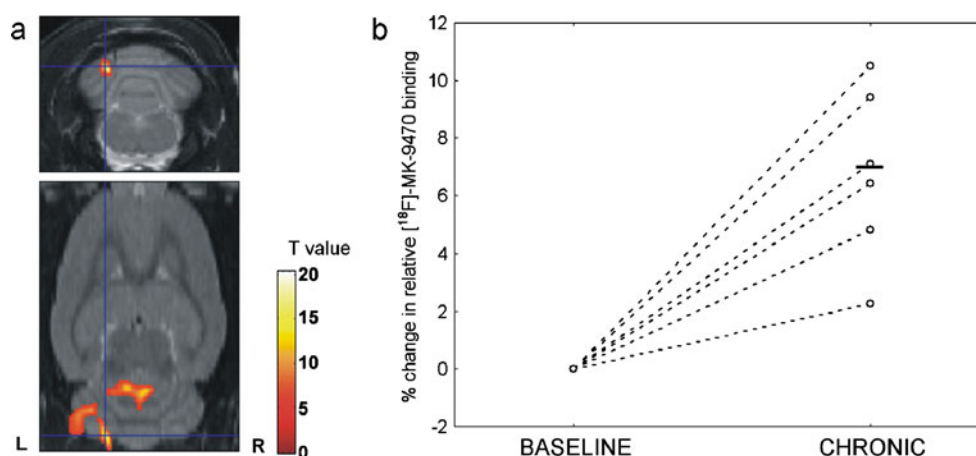 a
T value
20
15
10
5
0
L
R
b
% change in relative [¹⁸F]-MK-9470 binding
12
10
8
6
4
2
0
-2
BASELINE
CHRONIC